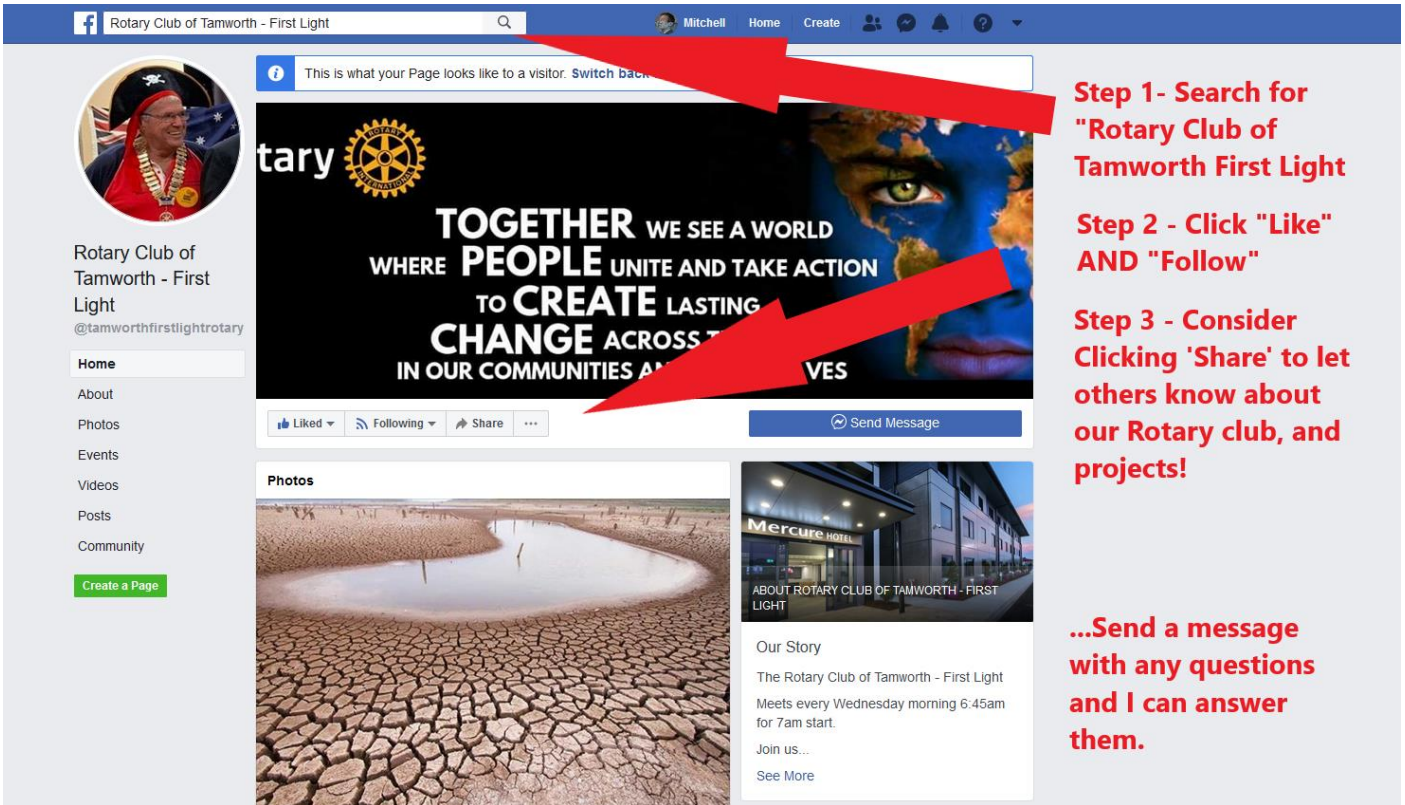 Rotary Club of Tamworth - First Light
Mitchell Home Create
This is what your Page looks like to a visitor. Switch back
tary
ROTARY
INTERNATIONAL
TOGETHER WE SEE A WORLD
WHERE PEOPLE UNITE AND TAKE ACTION
TO CREATE LASTING
CHANGE ACROSS
IN OUR COMMUNITIES VES
Rotary Club of
Tamworth - First
Light
@tamworthfirstlightrotary
Home
About
Photos
Events
Videos
Posts
Community
Create a Page
Liked Following Share ...
Send Message
Photos
Mercure HOTEL
ABOUT ROTARY CLUB OF TAMWORTH - FIRST
LIGHT
Our Story
The Rotary Club of Tamworth - First Light
Meets every Wednesday morning 6:45am
for 7am start.
Join us...
See More
Step 1- Search for
"Rotary Club of
Tamworth First Light
Step 2 - Click "Like"
AND "Follow"
Step 3 - Consider
Clicking 'Share' to let
others know about
our Rotary club, and
projects!
...Send a message
with any questions
and I can answer
them.